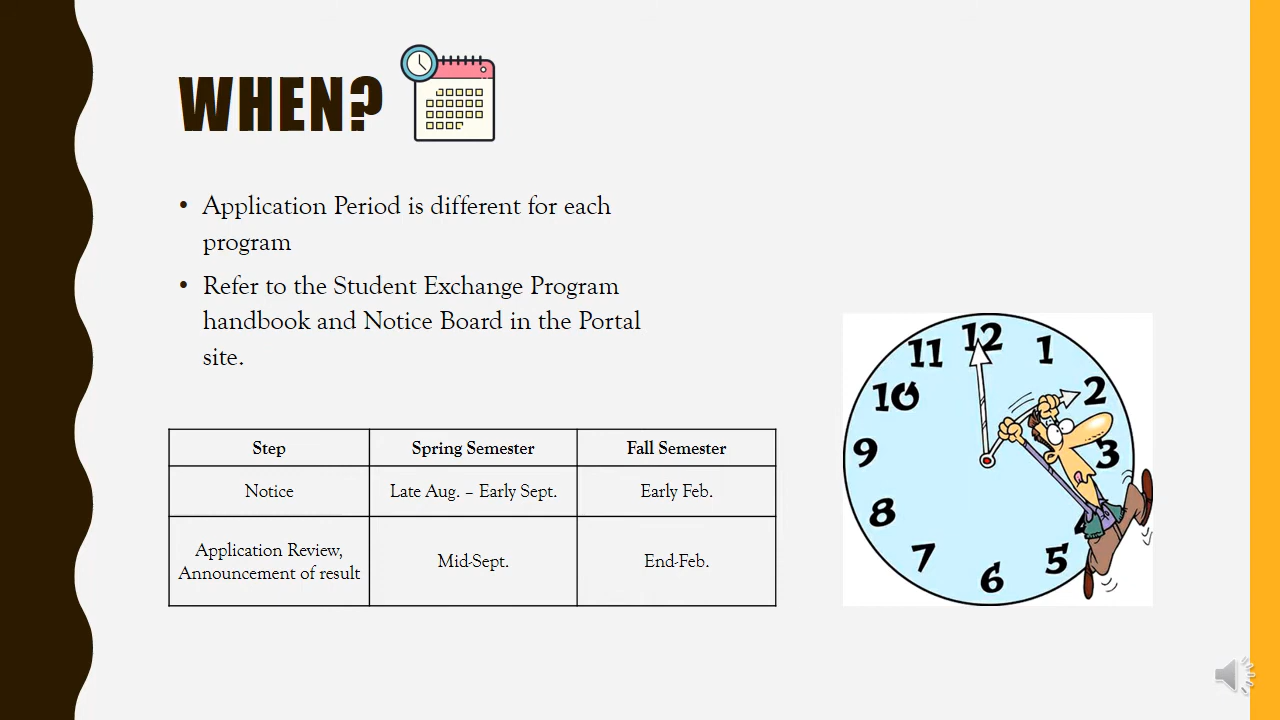 WHEN?
• Application Period is different for each
program
• Refer to the Student Exchange Program
handbook and Notice Board in the Portal
site.
Step Spring Semester Fall Semester
Notice Late Aug. – Early Sept. Early Feb.
Application Review,
Announcement of result Mid-Sept. End-Feb.
12
1
2
3
4
5
6
7
8
9
10
11